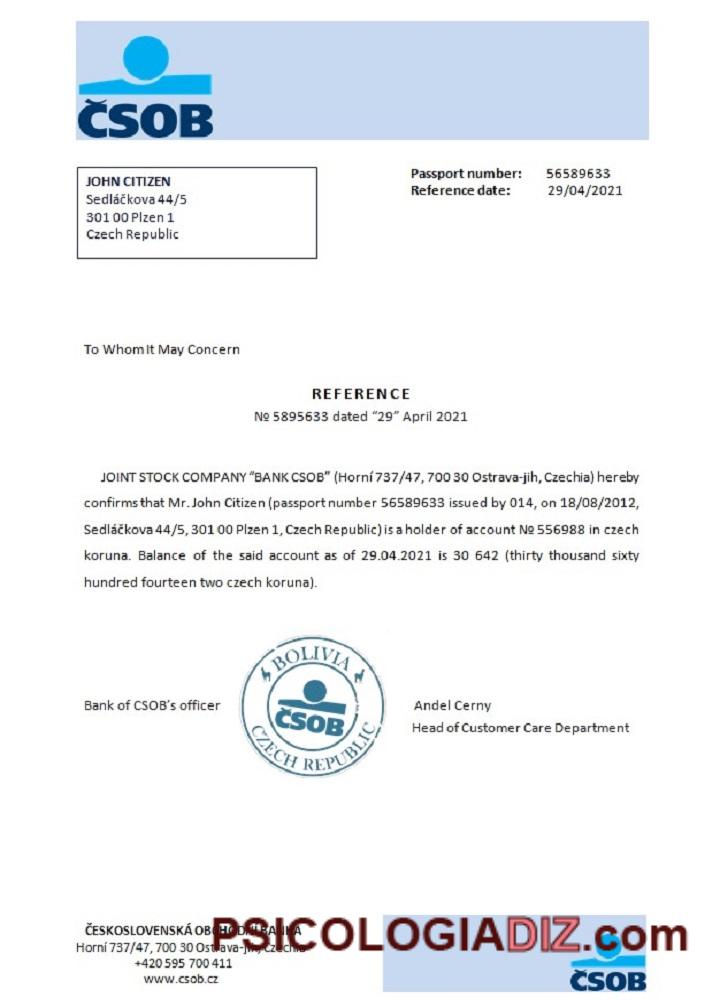 ČSOB
JOHN CITIZEN
Sedláčkova 44/5
301 00 Plzen 1
Czech Republic
Passport number: 56589633
Reference date: 29/04/2021
To Whom It May Concern
REFERENCE
№ 5895633 dated “29” April 2021
JOINT STOCK COMPANY “BANK CSOB” (Horní 737/47, 700 30 Ostrava-jih, Czechia) hereby
confirms that Mr. John Citizen (passport number 56589633 issued by 014, on 18/08/2012,
Sedláčkova 44/5, 301 00 Plzen 1, Czech Republic) is a holder of account № 556988 in czech
koruna. Balance of the said account as of 29.04.2021 is 30 642 (thirty thousand sixty
hundred fourteen two czech koruna).
Bank of CSOB’s officer
BOLIVIA
ČSOB
CZECH REPUBLIC
Andel Cerny
Head of Customer Care Department
ČESKOSLOVENSKÁ OBCHODNÍ BANKA
Horní 737/47, 700 30 Ostrava-jih, Czechia
+420 595 700 411
www.csob.cz
PSICOLOGIADIZ.com
ČSOB